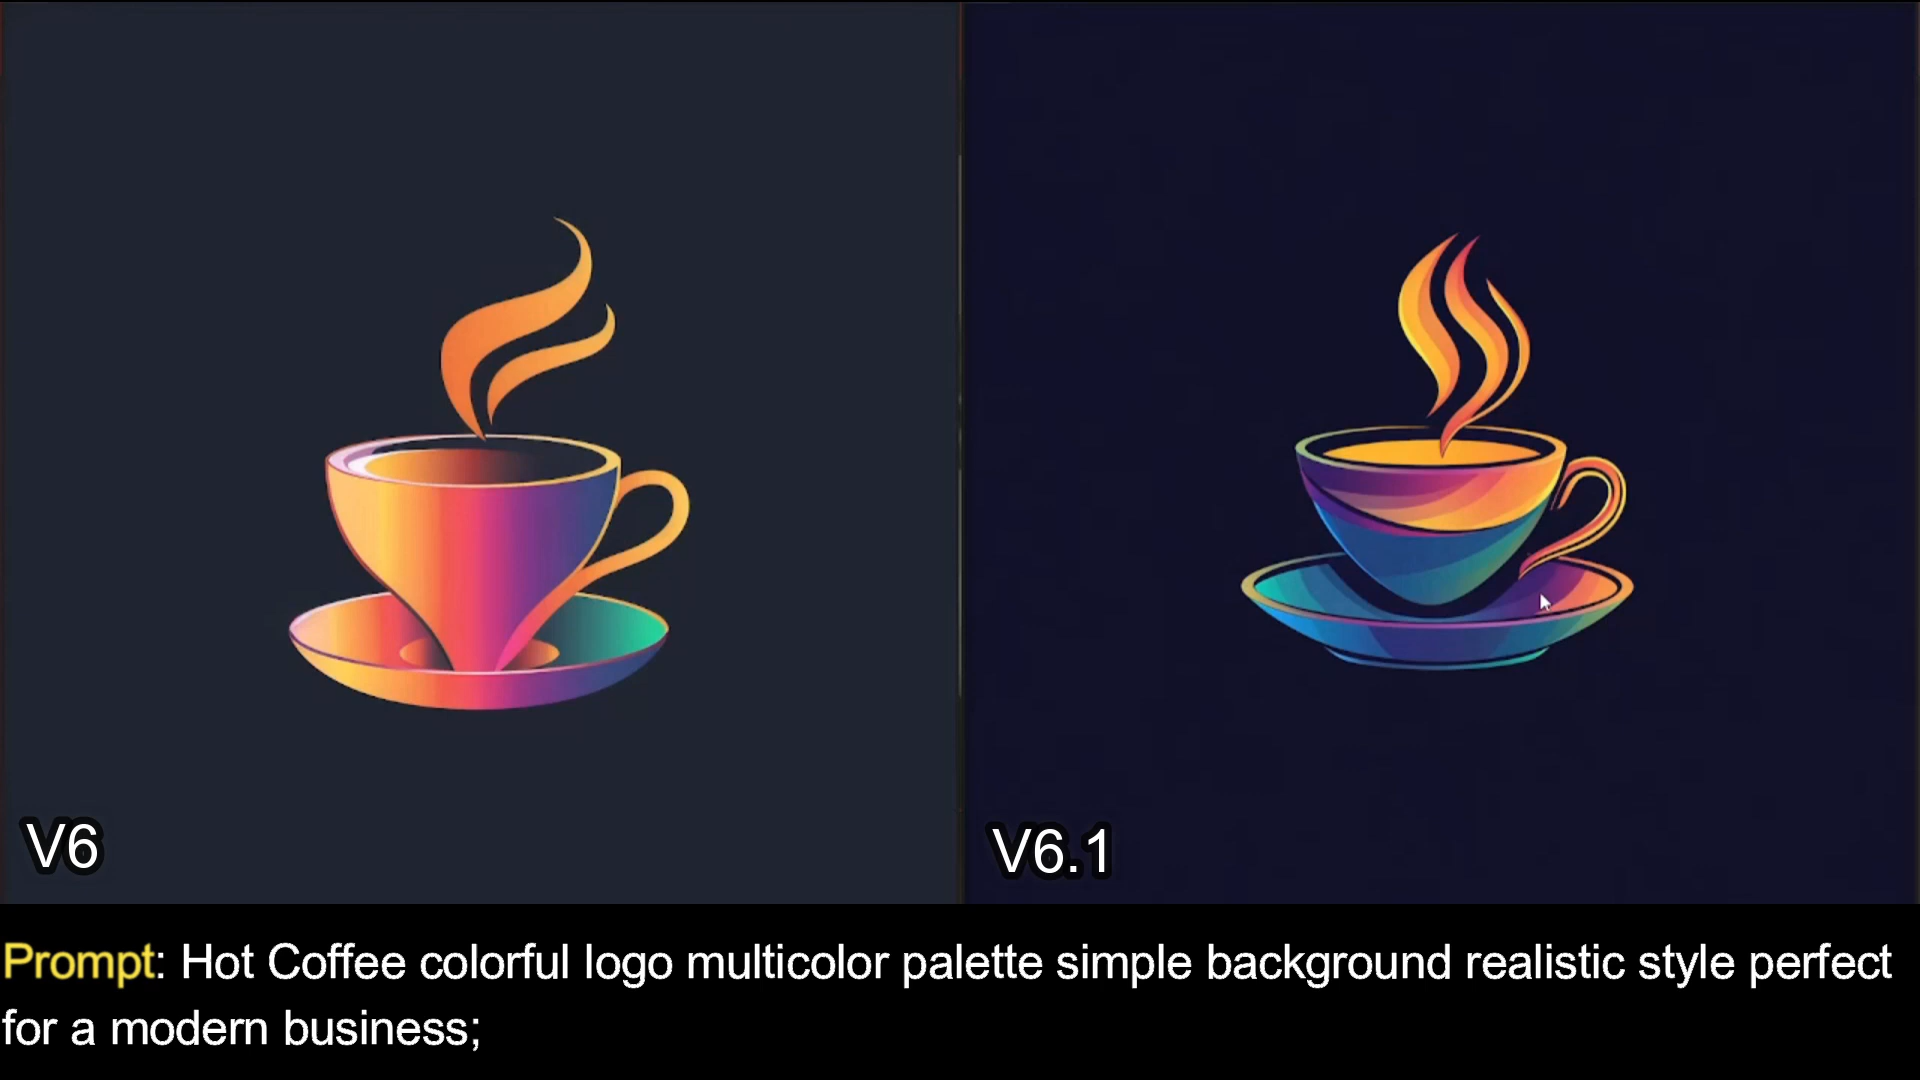 V6
V6.1
Prompt: Hot Coffee colorful logo multicolor palette simple background realistic style perfect
for a modern business;